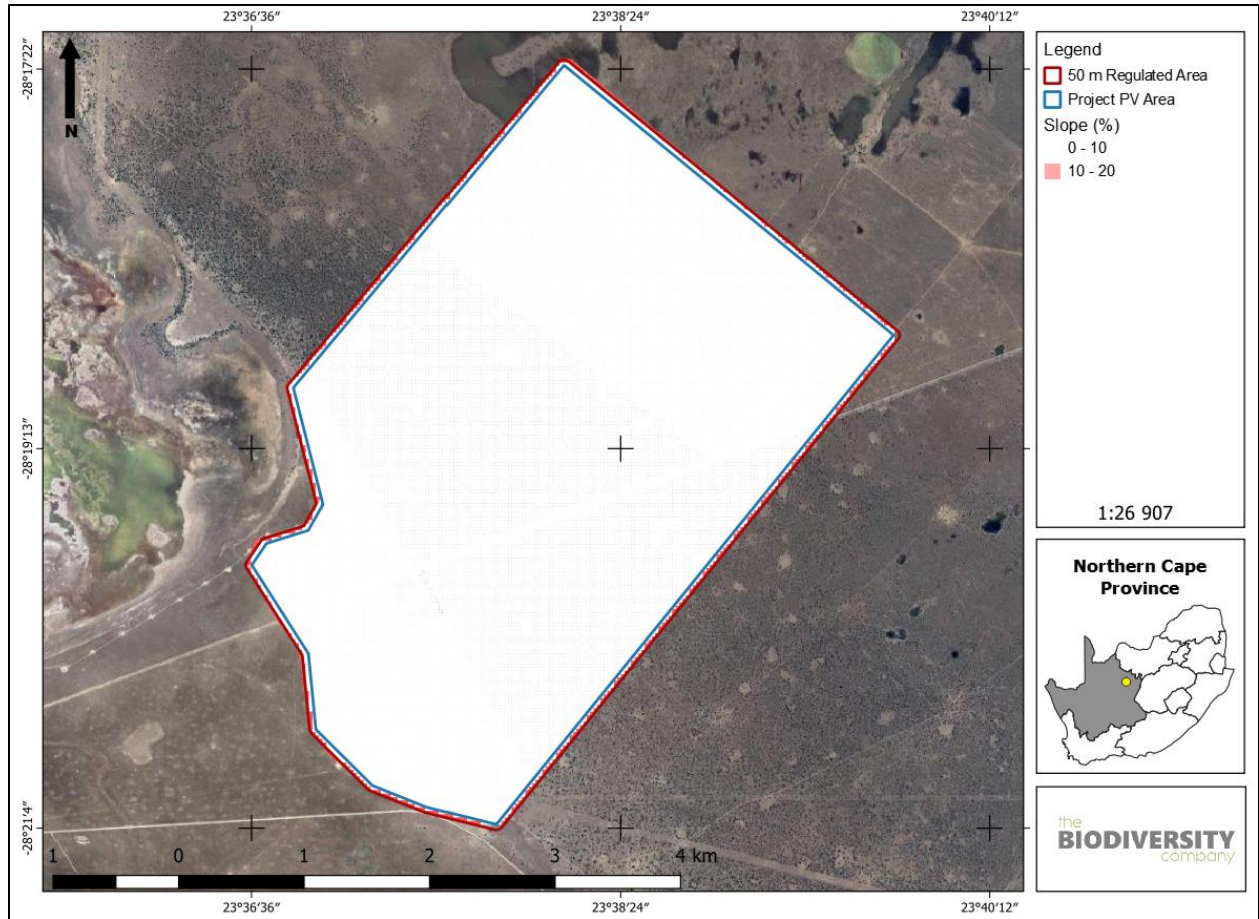 23°36'36"
23°38'24"
23°40'12"
-28°17'22"
-28°19'13"
-28°21'4"
N
1
0
1
2
3
4 km
23°36'36"
23°38'24"
23°40'12"
Legend
50 m Regulated Area
Project PV Area
Slope (%)
0 - 10
10 - 20
1:26 907
Northern Cape
Province
the
BIODIVERSITY
company